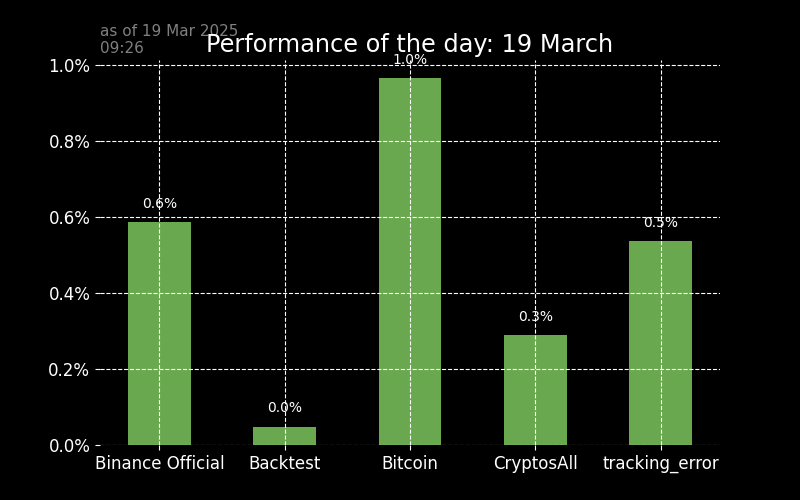 as of 19 Mar 2025
09:26
Performance of the day: 19 March
1.0%
0.8%
0.6%
0.4%
0.2%
0.0%
0.6%
0.0%
1.0%
0.3%
0.5%
Binance Official
Backtest
Bitcoin
CryptosAll
tracking_error